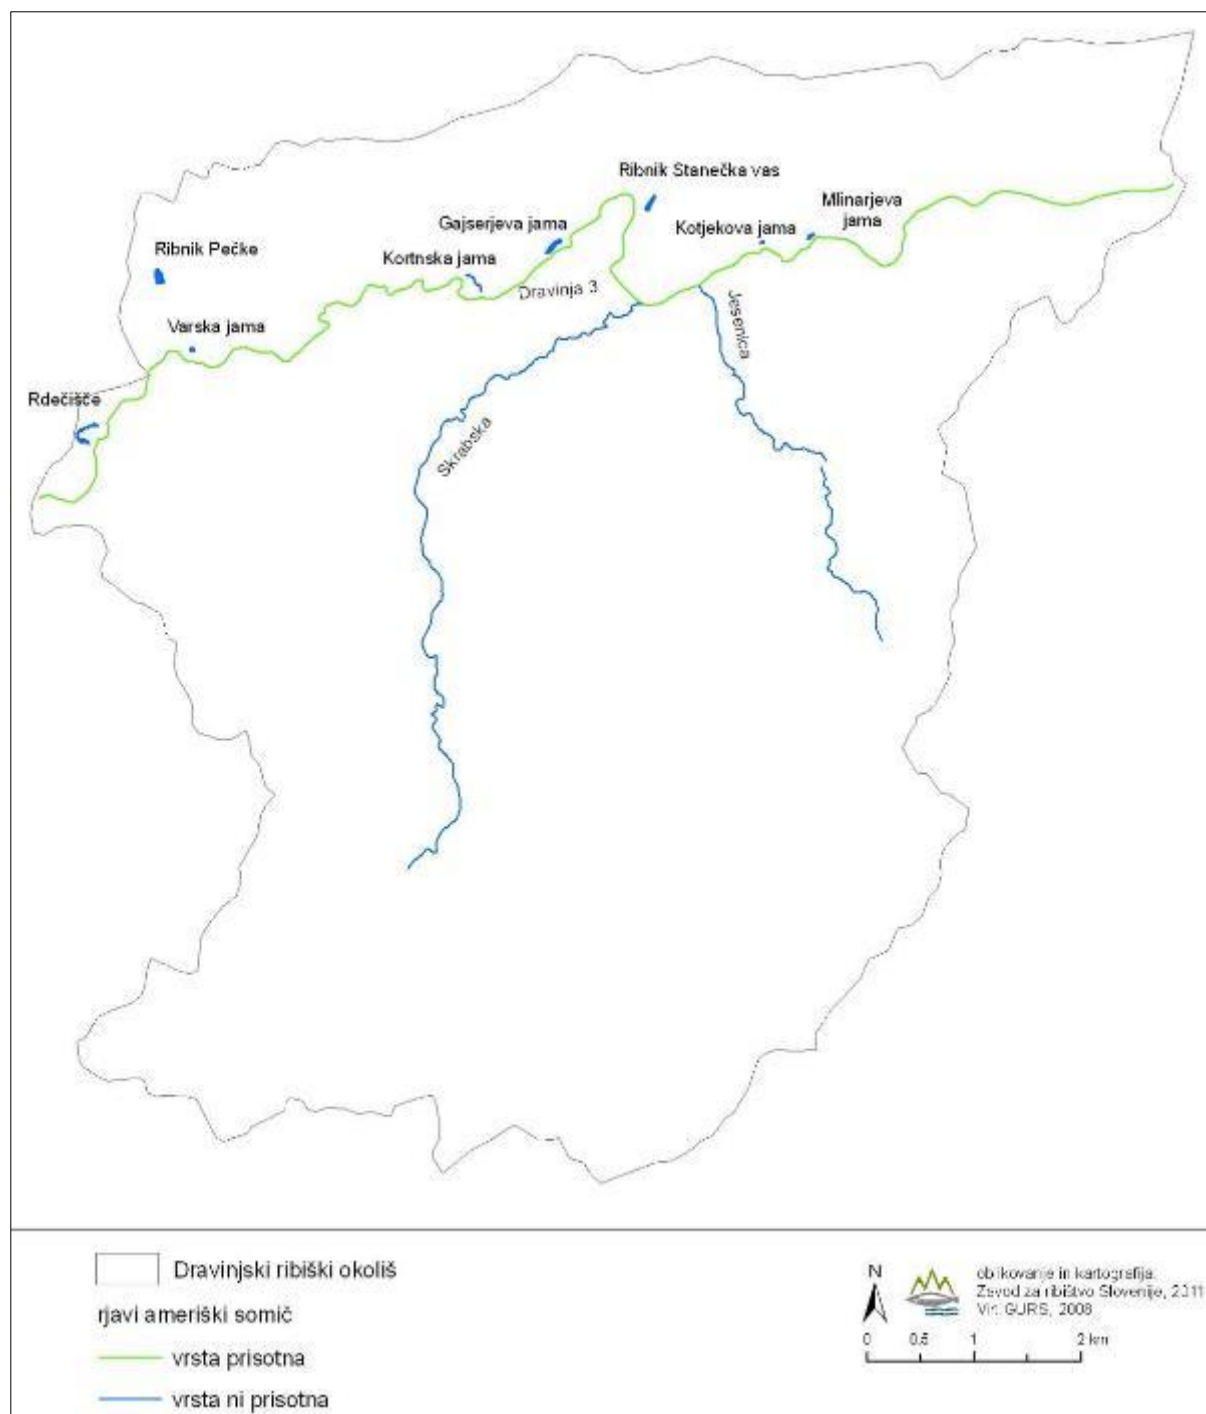 Ribnik Stanečka vas
Mlinarjeva
jama
Gajserjeva jama
Kotjekova jama
Ribnik Pečke
Kortnska jama
Dravinja 3
Jesenica
Varska jama
Rdečišče
Skrabska
Dravinjski ribiški okoliš
rjavi ameriški somič
vrsta prisotna
vrsta ni prisotna
N
oblikovanje in kartografija:
Zavod za ribištvo Slovenije, 2011
Vir: GURS, 2008
0 0.5 1 2 km